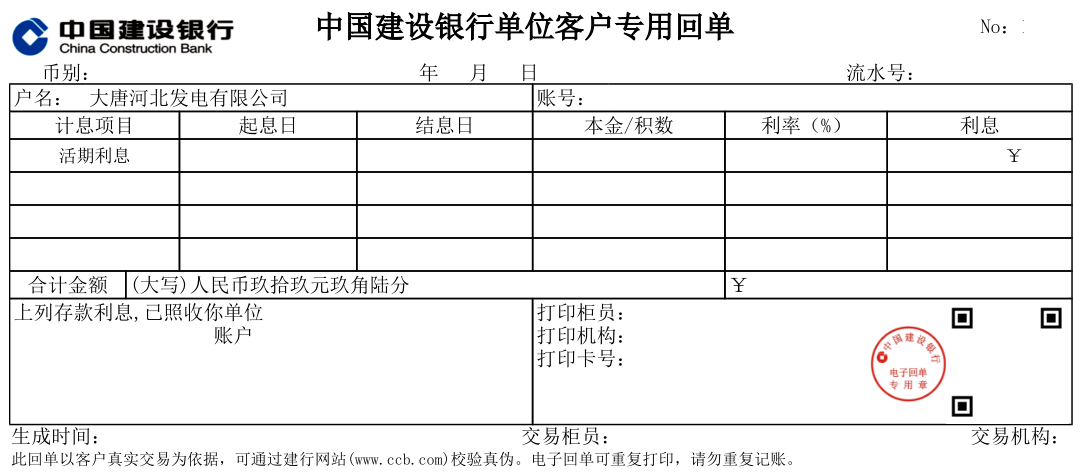 中国建设银行
China Construction Bank
中国建设银行单位客户专用回单
No:
币别: 年 月 日 流水号:
户名: 大唐河北发电有限公司 账号:
计息项目 起息日 结息日 本金/积数 利率（%） 利息
活期利息 ¥
合计金额 (大写)人民币玖拾玖元玖角陆分 ¥
上列存款利息,已照收你单位
账户
打印柜员:
打印机构:
打印卡号:
中国建设银行
电子回单
专用章
生成时间: 交易柜员: 交易机构:
此回单以客户真实交易为依据，可通过建行网站(www.ccb.com)校验真伪。电子回单可重复打印，请勿重复记账。